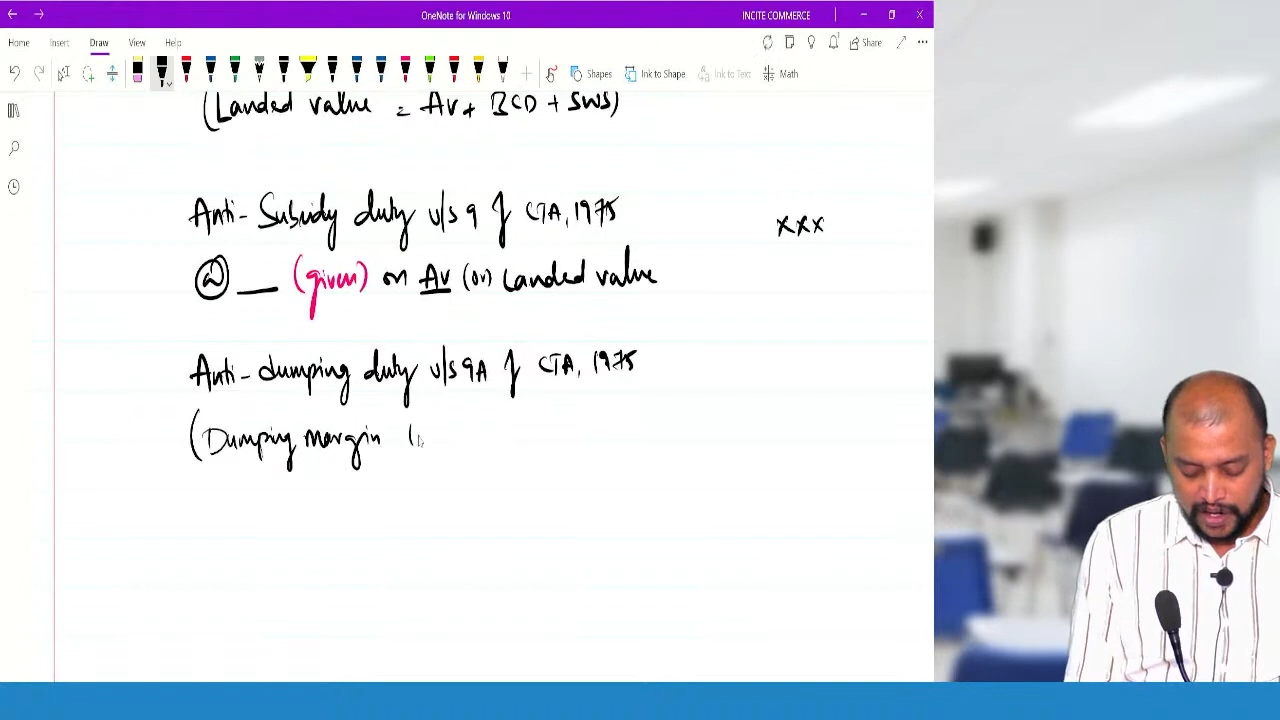 OneNote for Windows 10
INCITE COMMERCE
Home Insert Draw View Help
Share
Shapes Ink to Shape Ink to Text Math
(Landed value = AV + BCD + SWS)
Anti-Subsidy duty u/s 9 of CTA, 1975 xxx
@ __ (given) on AV (or) Landed value
Anti-dumping duty u/s 9A of CTA, 1975
(Dumping margin (